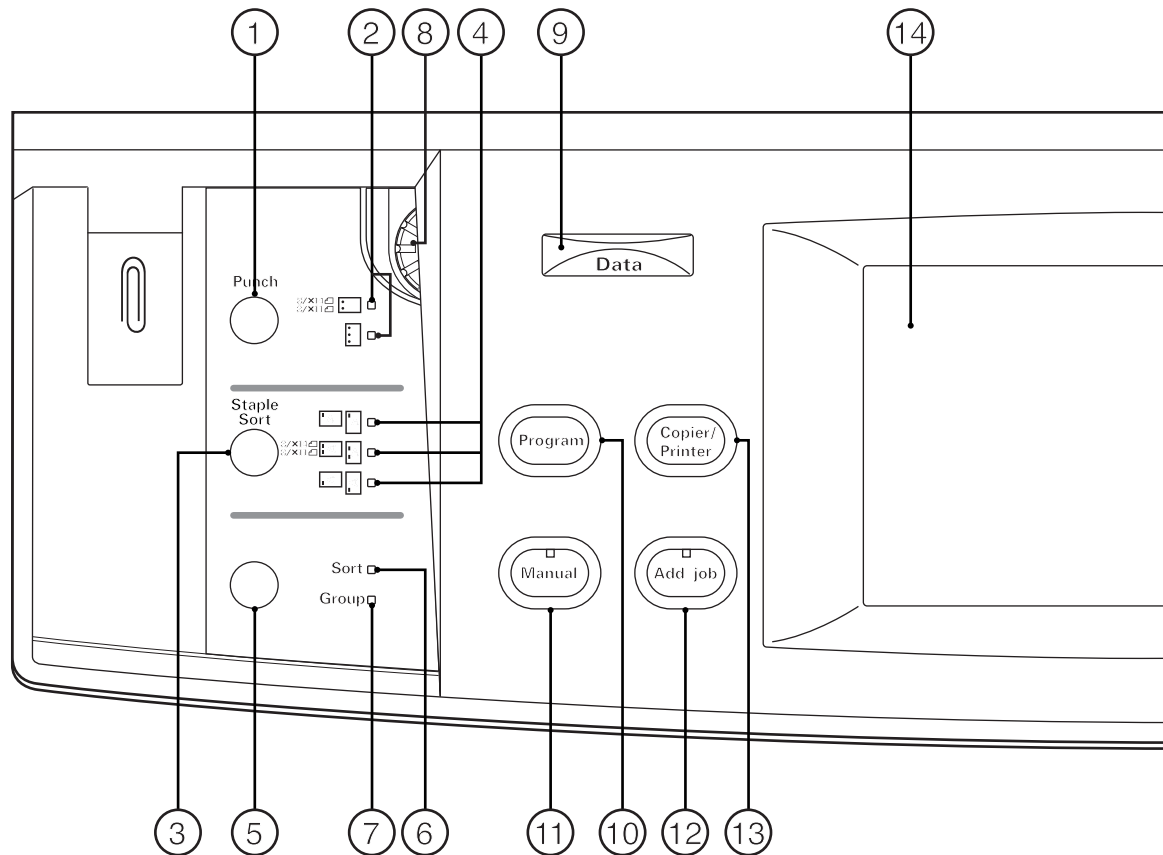 1 2 8 4 9 14
Data
Punch
Staple
Sort
Program
Copier/
Printer
Sort
Group
Manual
Add job
3 5 7 6 11 10 12 13